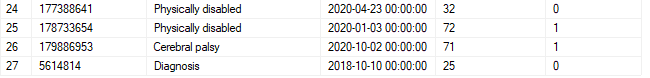 24 177388641 Physically disabled 2020-04-23 00:00:00 32 0
25 178733654 Physically disabled 2020-01-03 00:00:00 72 1
26 179886953 Cerebral palsy 2020-10-02 00:00:00 71 1
27 5614814 Diagnosis 2018-10-10 00:00:00 25 0